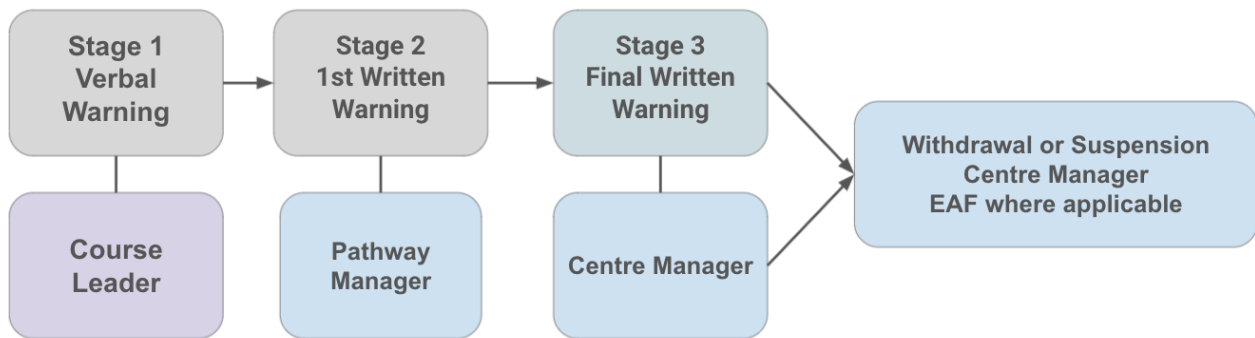 Stage 1
Verbal
Warning
Stage 2
1st Written
Warning
Stage 3
Final Written
Warning
Withdrawal or Suspension
Centre Manager
EAF where applicable
Course
Leader
Pathway
Manager
Centre Manager